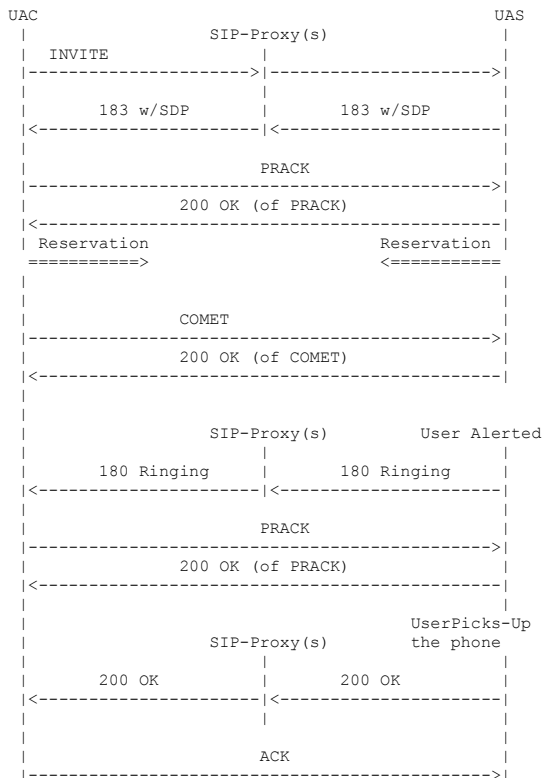 UAC UAS
SIP-Proxy(s)
INVITE
183 w/SDP 183 w/SDP
PRACK
200 OK (of PRACK)
Reservation Reservation
COMET
200 OK (of COMET)
SIP-Proxy(s) User Alerted
180 Ringing 180 Ringing
PRACK
200 OK (of PRACK)
UserPicks-Up
SIP-Proxy(s) the phone
200 OK 200 OK
ACK